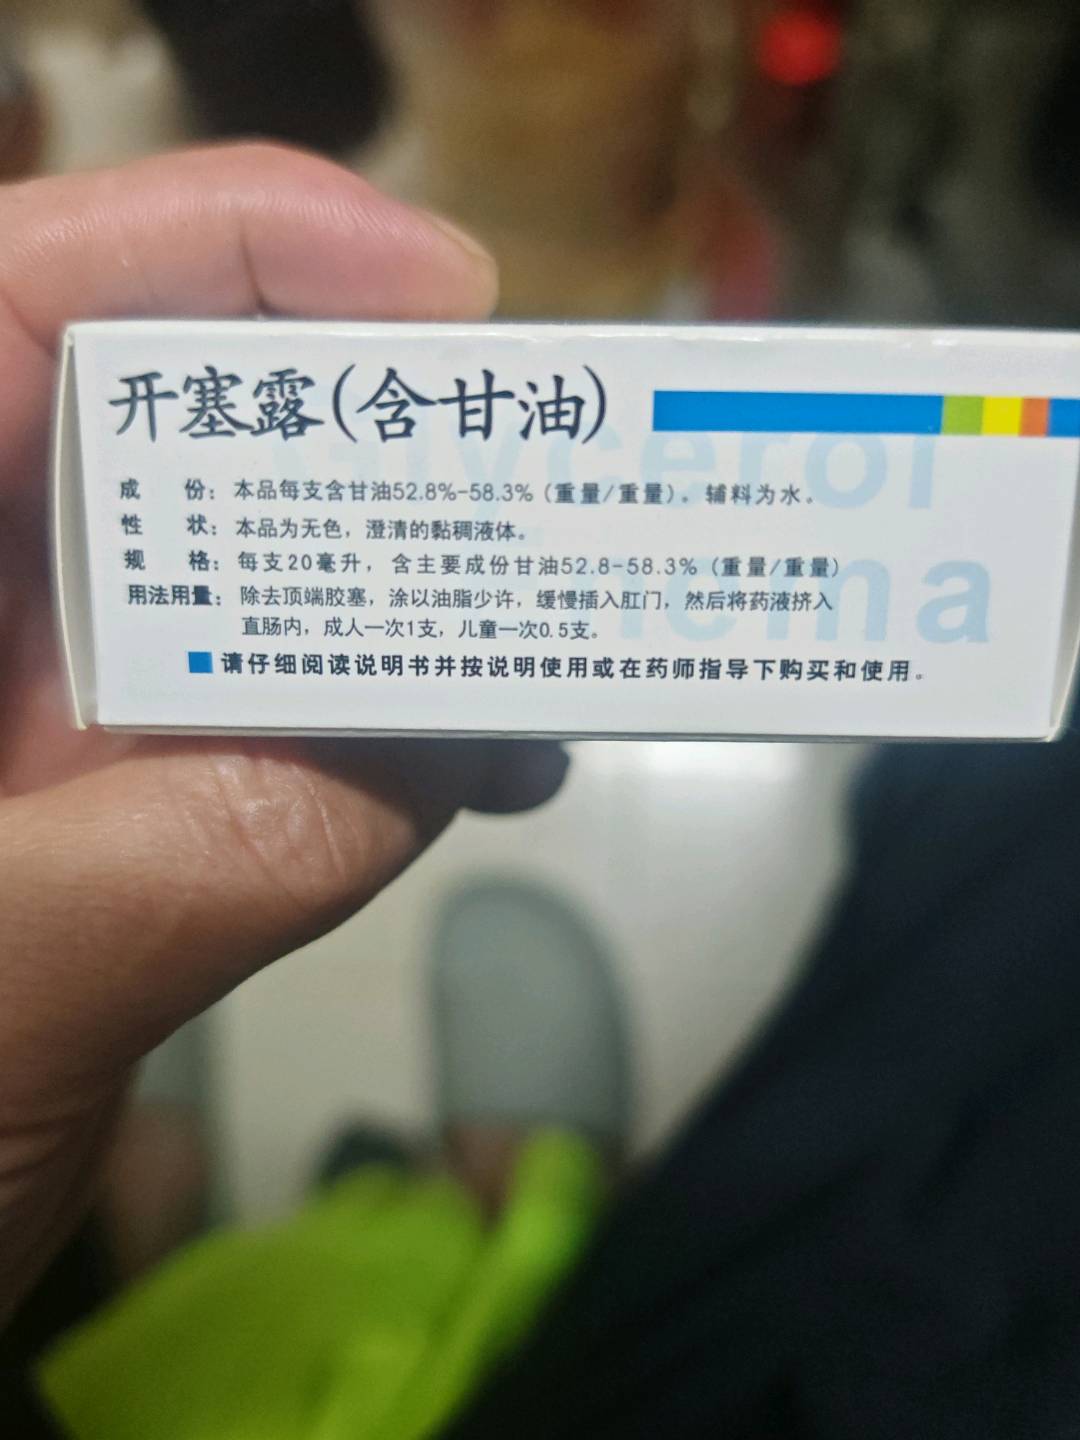 开塞露(含甘油)
Glycerol
Enema
成 份：本品每支含甘油52.8%-58.3%（重量/重量）。辅料为水。
性 状：本品为无色，澄清的黏稠液体。
规 格：每支20毫升，含主要成份甘油52.8-58.3%（重量/重量）
用法用量：除去顶端胶塞，涂以油脂少许，缓慢插入肛门，然后将药液挤入
直肠内，成人一次1支，儿童一次0.5支。
请仔细阅读说明书并按说明使用或在药师指导下购买和使用。